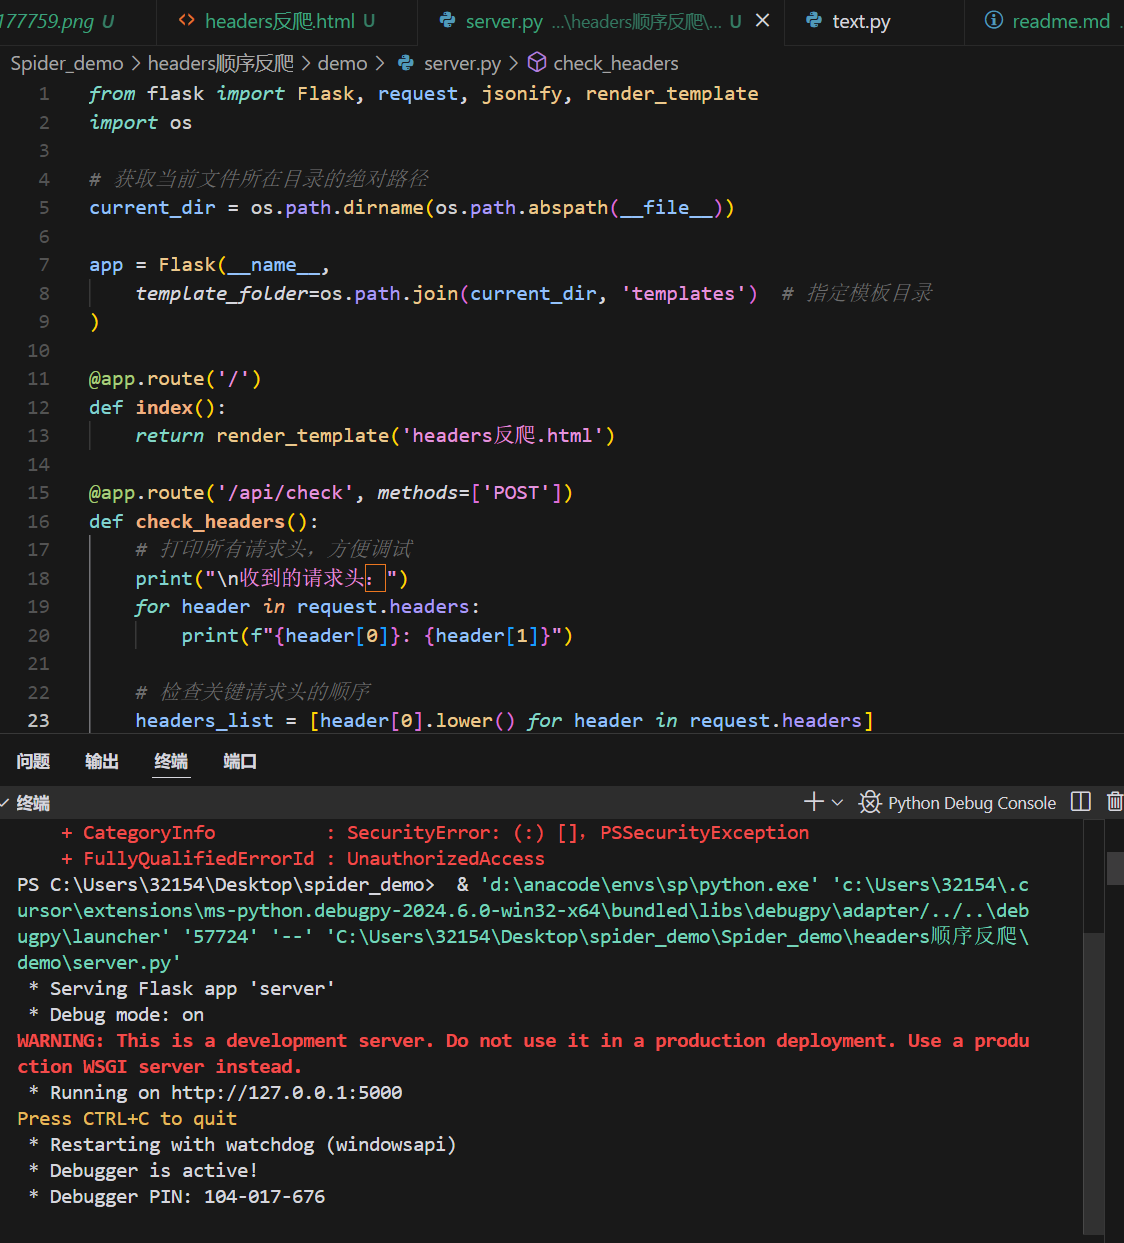 177759.png U headers反爬.html U server.py ...\headers顺序反爬\... U text.py readme.md
Spider_demo > headers顺序反爬 > demo > server.py > check_headers
1 from flask import Flask, request, jsonify, render_template
2 import os
3
4 # 获取当前文件所在目录的绝对路径
5 current_dir = os.path.dirname(os.path.abspath(__file__))
6
7 app = Flask(__name__,
8     template_folder=os.path.join(current_dir, 'templates')  # 指定模板目录
9 )
10
11 @app.route('/')
12 def index():
13     return render_template('headers反爬.html')
14
15 @app.route('/api/check', methods=['POST'])
16 def check_headers():
17     # 打印所有请求头，方便调试
18     print("\n收到的请求头：")
19     for header in request.headers:
20         print(f"{header[0]}: {header[1]}")
21
22     # 检查关键请求头的顺序
23     headers_list = [header[0].lower() for header in request.headers]
问题 输出 终端 端口
终端 Python Debug Console
+ CategoryInfo          : SecurityError: (:) []，PSSecurityException
+ FullyQualifiedErrorId : UnauthorizedAccess
PS C:\Users\32154\Desktop\spider_demo>  & 'd:\anacode\envs\sp\python.exe' 'c:\Users\32154\.c
ursor\extensions\ms-python.debugpy-2024.6.0-win32-x64\bundled\libs\debugpy\adapter/../..\deb
ugpy\launcher' '57724' '--' 'C:\Users\32154\Desktop\spider_demo\Spider_demo\headers顺序反爬\
demo\server.py'
* Serving Flask app 'server'
* Debug mode: on
WARNING: This is a development server. Do not use it in a production deployment. Use a produ
ction WSGI server instead.
* Running on http://127.0.0.1:5000
Press CTRL+C to quit
* Restarting with watchdog (windowsapi)
* Debugger is active!
* Debugger PIN: 104-017-676